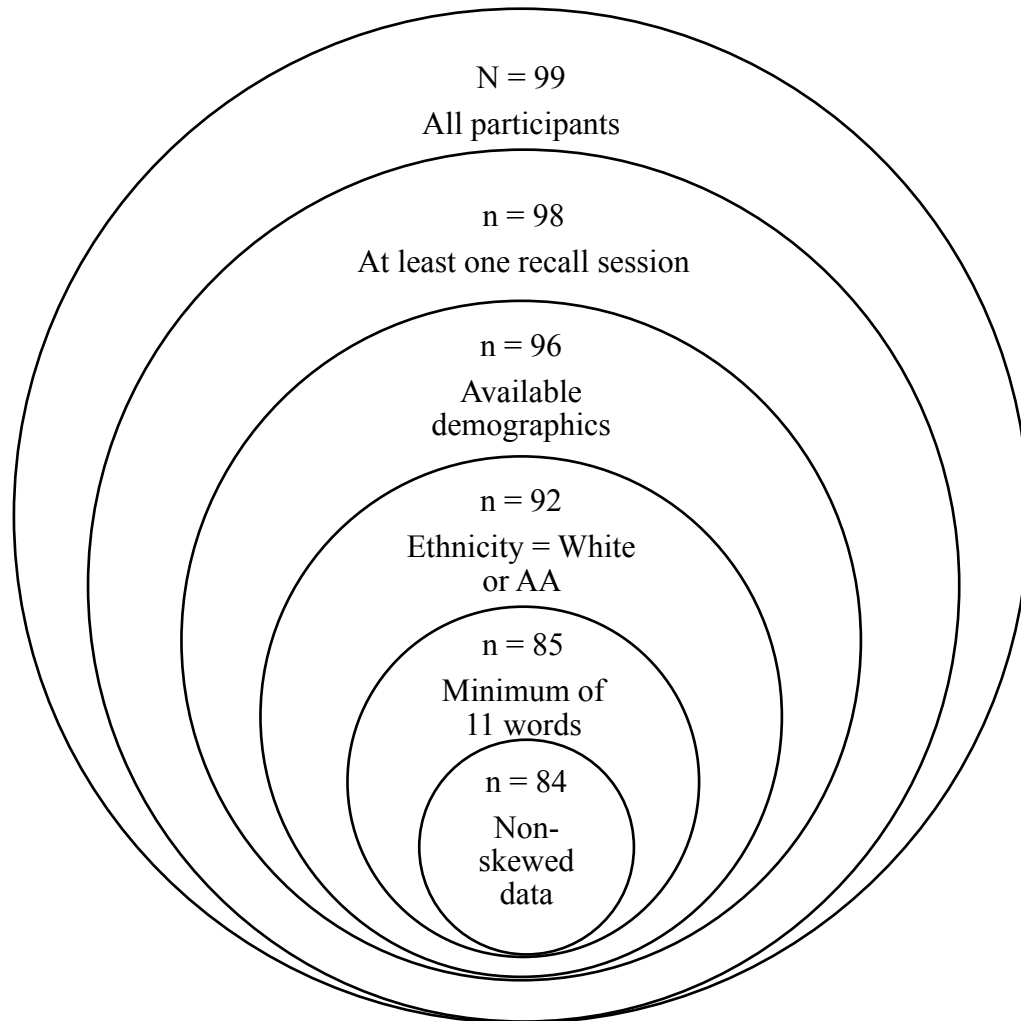 N = 99
All participants
n = 98
At least one recall session
n = 96
Available
demographics
n = 92
Ethnicity = White
or AA
n = 85
Minimum of
11 words
n = 84
Non-
skewed
data